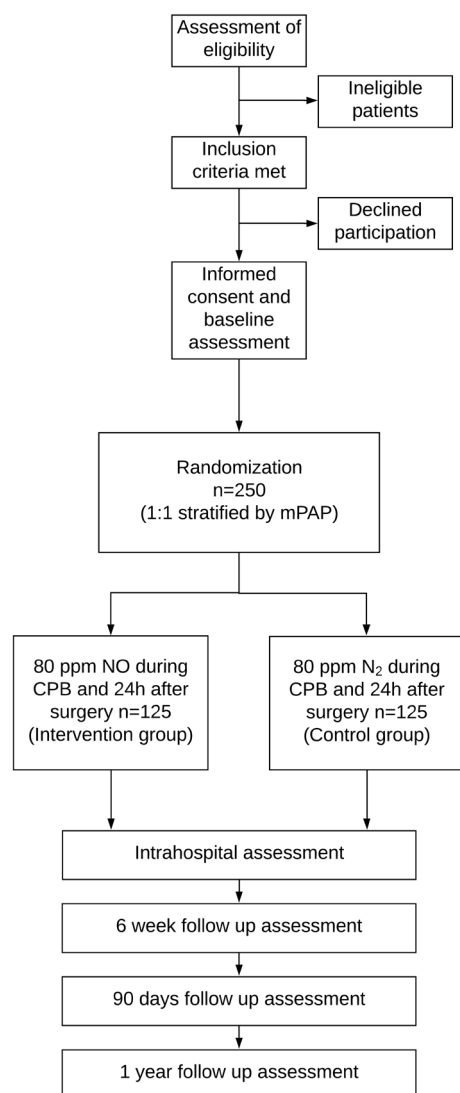 Assessment of
eligibility
Ineligible
patients
Inclusion
criteria met
Declined
participation
Informed
consent and
baseline
assessment
Randomization
n=250
(1:1 stratified by mPAP)
80 ppm NO during
CPB and 24h after
surgery n=125
(Intervention group)
80 ppm N₂ during
CPB and 24h after
surgery n=125
(Control group)
Intrahospital assessment
6 week follow up assessment
90 days follow up assessment
1 year follow up assessment